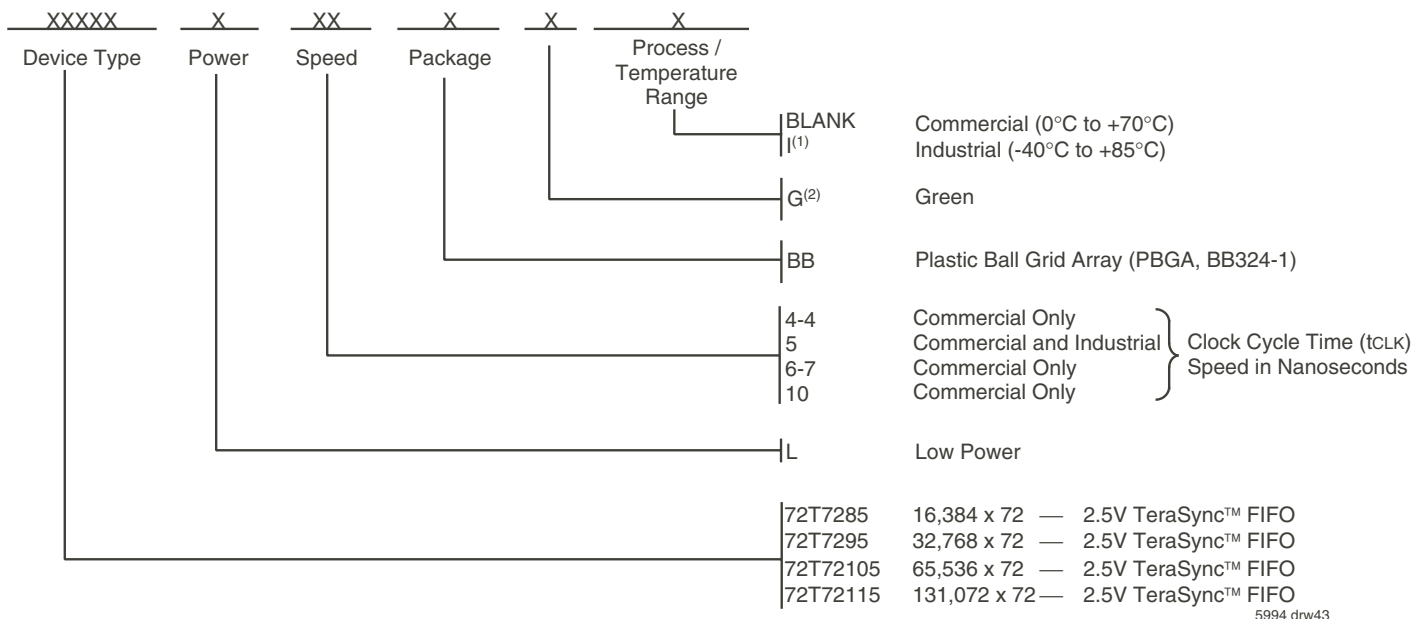 XXXXX X XX X X X
Device Type Power Speed Package Process /
Temperature
Range
BLANK Commercial (0°C to +70°C)
I(1) Industrial (-40°C to +85°C)
G(2) Green
BB Plastic Ball Grid Array (PBGA, BB324-1)
4-4 Commercial Only
5 Commercial and Industrial Clock Cycle Time (tCLK)
6-7 Commercial Only Speed in Nanoseconds
10 Commercial Only
L Low Power
72T7285 16,384 x 72 — 2.5V TeraSync™ FIFO
72T7295 32,768 x 72 — 2.5V TeraSync™ FIFO
72T72105 65,536 x 72 — 2.5V TeraSync™ FIFO
72T72115 131,072 x 72 — 2.5V TeraSync™ FIFO
5994 drw43